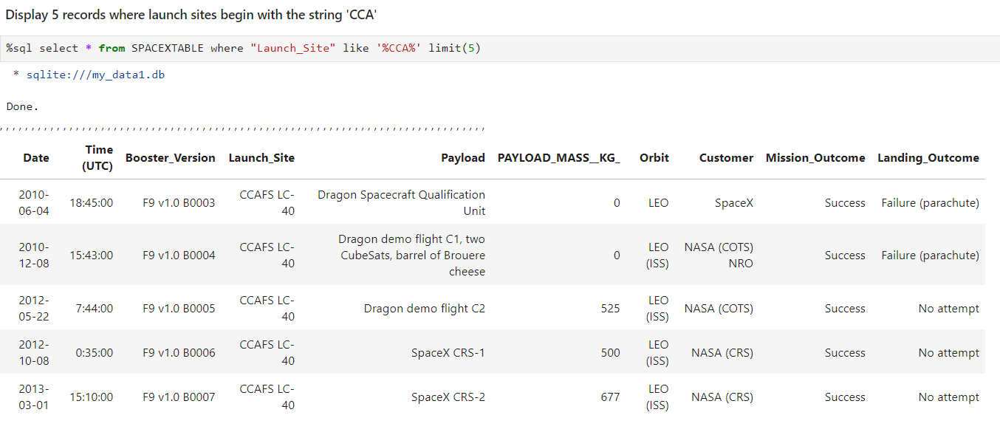 Display 5 records where launch sites begin with the string 'CCA'
%sql select * from SPACEXTABLE where "Launch_Site" like '%CCA%' limit(5)
* sqlite:///my_data1.db
Done.
,,,,,,,,,,,,,,,,,,,,,,,,,,,,,,,,,,,,,,,,,,,,,,,,,,,,,,,,,,,,,,,,,,,,,,,,,,
Date Time (UTC) Booster_Version Launch_Site Payload PAYLOAD_MASS__KG_ Orbit Customer Mission_Outcome Landing_Outcome
2010-06-04 18:45:00 F9 v1.0 B0003 CCAFS LC-40 Dragon Spacecraft Qualification Unit 0 LEO SpaceX Success Failure (parachute)
2010-12-08 15:43:00 F9 v1.0 B0004 CCAFS LC-40 Dragon demo flight C1, two CubeSats, barrel of Brouere cheese 0 LEO (ISS) NASA (COTS) NRO Success Failure (parachute)
2012-05-22 7:44:00 F9 v1.0 B0005 CCAFS LC-40 Dragon demo flight C2 525 LEO (ISS) NASA (COTS) Success No attempt
2012-10-08 0:35:00 F9 v1.0 B0006 CCAFS LC-40 SpaceX CRS-1 500 LEO (ISS) NASA (CRS) Success No attempt
2013-03-01 15:10:00 F9 v1.0 B0007 CCAFS LC-40 SpaceX CRS-2 677 LEO (ISS) NASA (CRS) Success No attempt